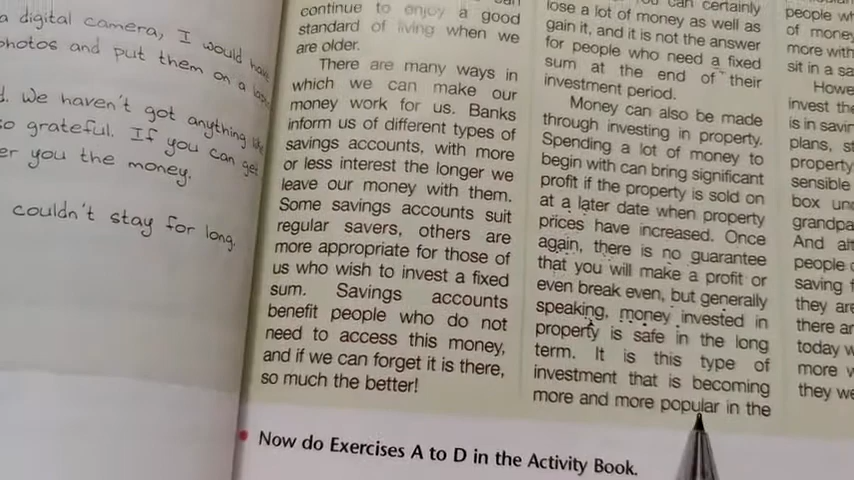 a digital camera, I would have
photos and put them on a
d. We haven't got anything
so grateful. If you can get
er you the money.
couldn't stay for long.
continue to enjoy a good
standard of living when we
are older.
There are many ways in
which we can make our
money work for us. Banks
inform us of different types of
savings accounts, with more
or less interest the longer we
leave our money with them.
Some savings accounts suit
regular savers, others are
more appropriate for those of
us who wish to invest a fixed
sum. Savings accounts
benefit people who do not
need to access this money,
and if we can forget it is there,
so much the better!
can certainly
lose a lot of money as well as
gain it, and it is not the answer
for people who need a fixed
sum at the end of their
investment period.
Money can also be made
through investing in property.
Spending a lot of money to
begin with can bring significant
profit if the property is sold on
at a later date when property
prices have increased. Once
again, there is no guarantee
that you will make a profit or
even break even, but generally
speaking, money invested in
property is safe in the long
term. It is this type of
investment that is becoming
more and more popular in the
people wh
of money
more with
sit in a sa
Howe
invest the
is in savin
plans, st
property
sensible
box und
grandpa
And alt
people o
saving f
they are
there ar
today w
more v
they we
Now do Exercises A to D in the Activity Book.